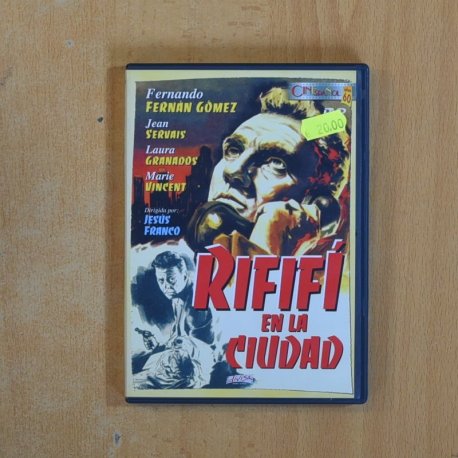 Fernando
FERNÁN GÓMEZ
Jean
SERVAIS
Laura
GRANADOS
Marie
VINCENT
Dirigida por:
JESÚS
FRANCO
20.00
RIFIFÍ
EN LA
CIUDAD